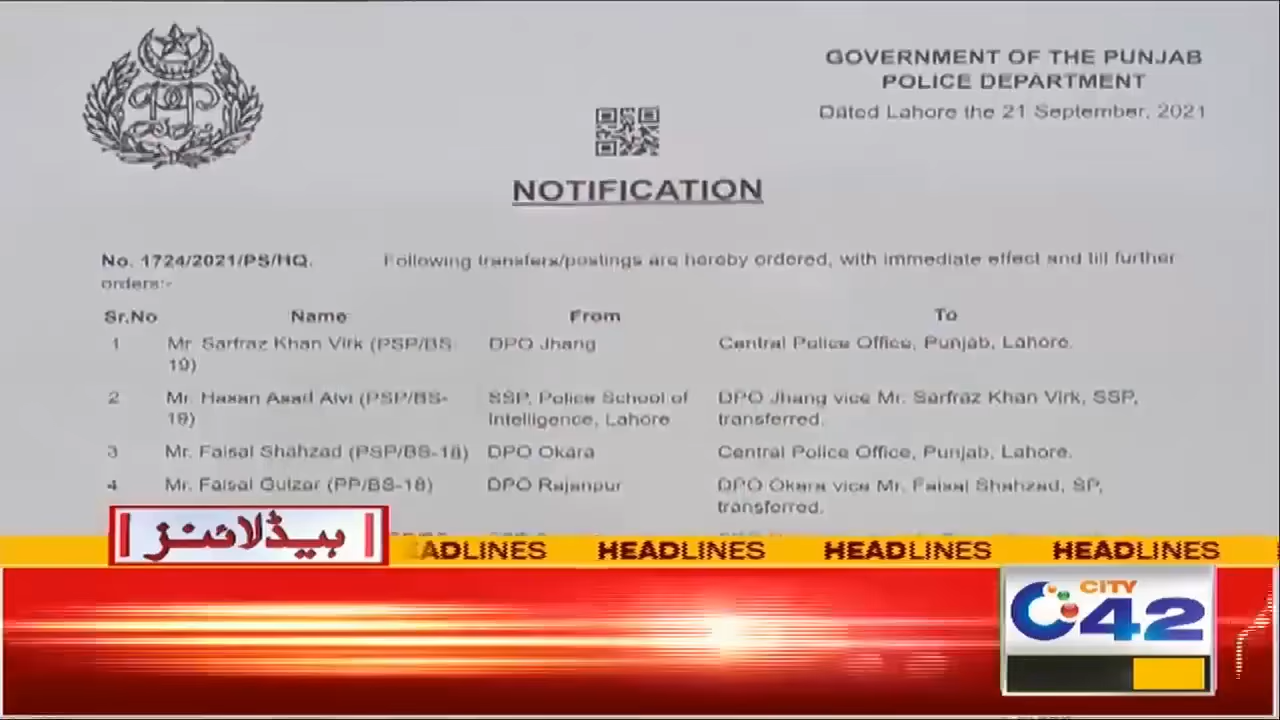 GOVERNMENT OF THE PUNJAB
POLICE DEPARTMENT
Dated Lahore the 21 September, 2021
NOTIFICATION
No. 1724/2021/PS/HQ. Following transfers/postings are hereby ordered, with immediate effect and till further
orders:-
Sr.No Name From To
1 Mr. Sarfraz Khan Virk (PSP/BS- DPO Jhang Central Police Office, Punjab, Lahore.
19)
2 Mr. Hasan Asad Alvi (PSP/BS- SSP, Police School of DPO Jhang vice Mr. Sarfraz Khan Virk, SSP,
18) Intelligence, Lahore transferred.
3 Mr. Faisal Shahzad (PSP/BS-18) DPO Okara Central Police Office, Punjab, Lahore.
4 Mr. Faisal Gulzar (PP/BS-18) DPO Rajanpur DPO Okara vice Mr. Faisal Shahzad, SP,
transferred.
ہیڈلائنز
ADLINES HEADLINES HEADLINES HEADLINES
CITY
42